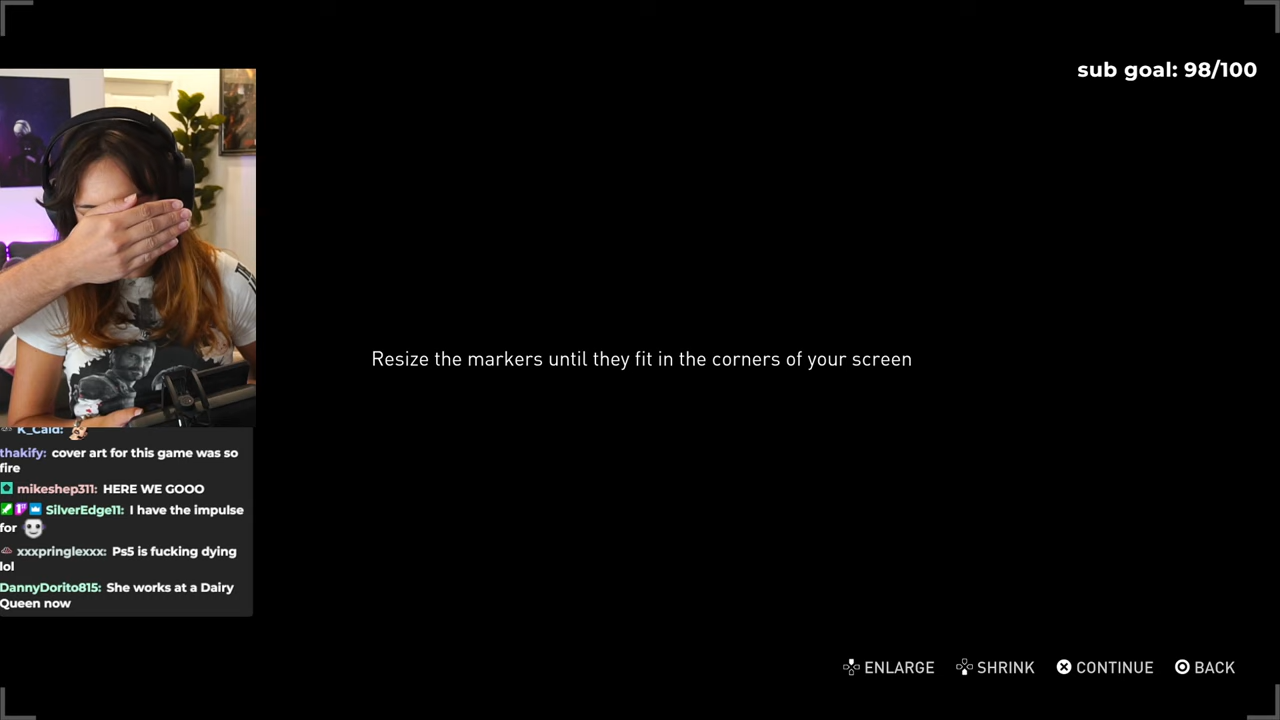 sub goal: 98/100
Resize the markers until they fit in the corners of your screen
K_Cald:
thakify: cover art for this game was so
fire
mikeshep311: HERE WE GOOO
SilverEdge11: I have the impulse
for
xxxpringlexxx: Ps5 is fucking dying
lol
DannyDorito815: She works at a Dairy
Queen now
ENLARGE SHRINK CONTINUE BACK